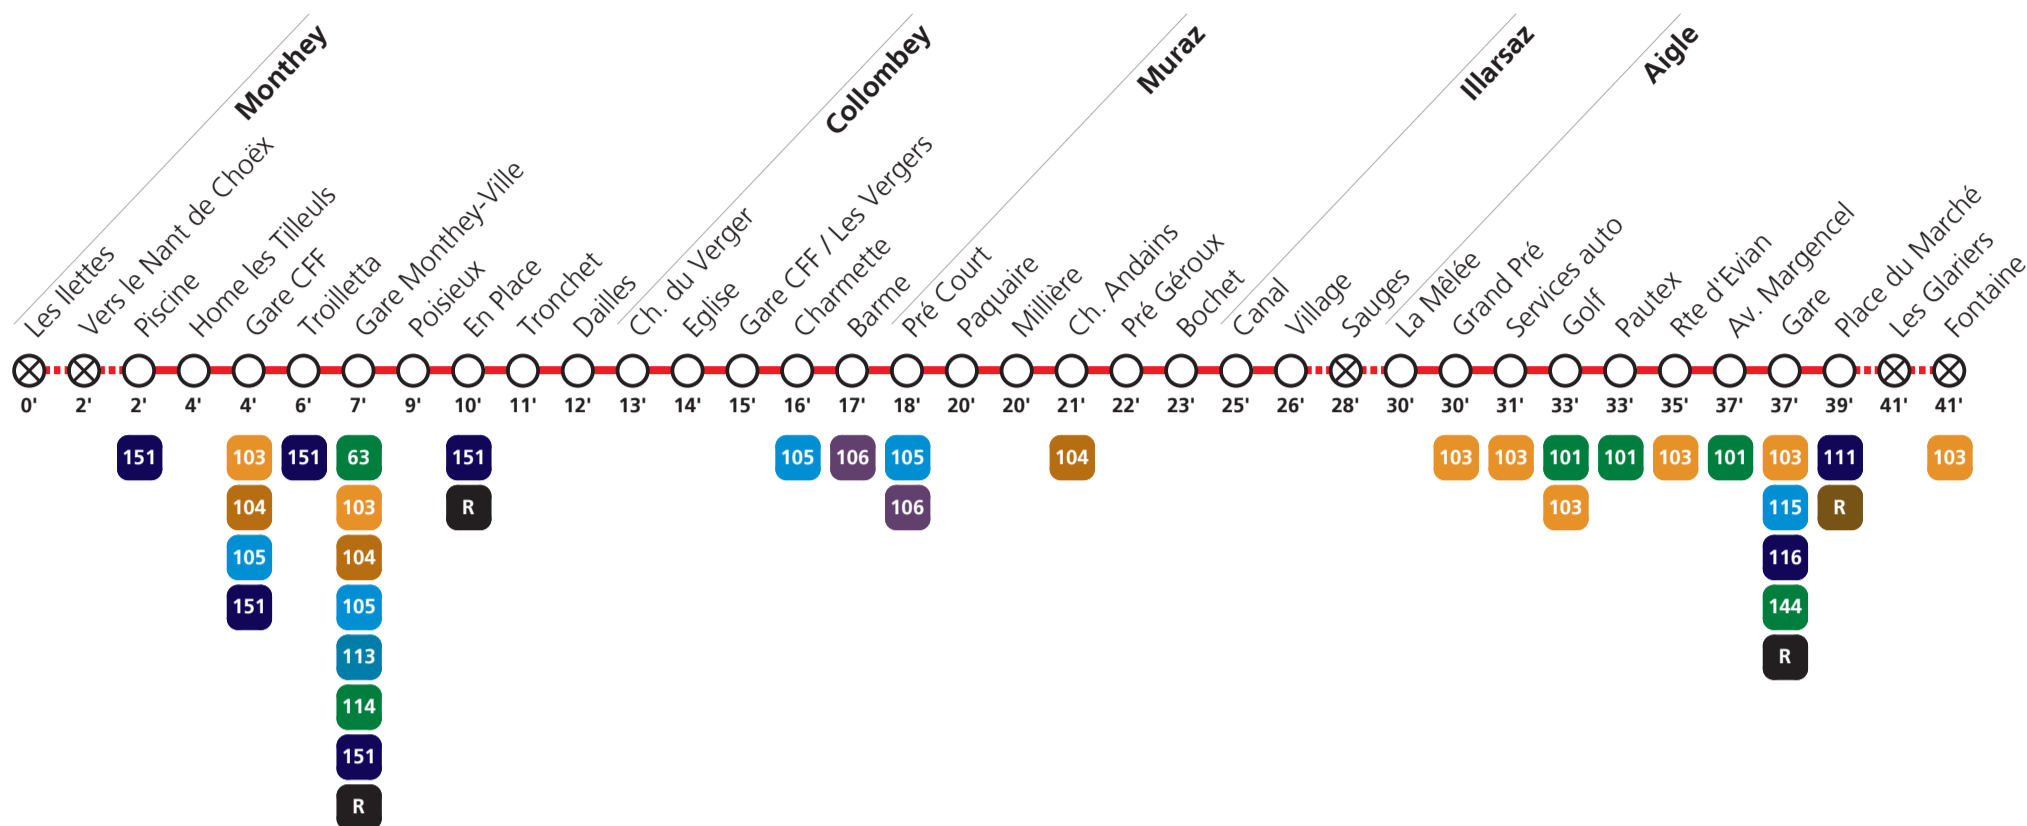 Monthey
Collombey
Muraz
Illarsaz
Aigle
Les Ilettes
Vers le Nant de Choëx
Piscine
Home les Tilleuls
Gare CFF
Troilletta
Gare Monthey-Ville
Poisieux
En Place
Tronchet
Dailles
Ch. du Verger
Eglise
Gare CFF / Les Vergers
Charmette
Barme
Pré Court
Paquaire
Millière
Ch. Andains
Pré Géroux
Bochet
Canal
Village
Sauges
La Mêlée
Grand Pré
Services auto
Golf
Pautex
Rte d'Evian
Av. Margencel
Gare
Place du Marché
Les Glariers
Fontaine
0' 2' 2' 4' 4' 6' 7' 9' 10' 11' 12' 13' 14' 15' 16' 17' 18' 20' 20' 21' 22' 23' 25' 26' 28' 30' 30' 31' 33' 33' 35' 37' 37' 39' 41' 41'
151 103 151 63 151 105 106 105 104 103 103 101 101 103 101 103 111 103
104 103 R 106 103 115 R
105 104 116
151 105 144
113 R
114
151
R